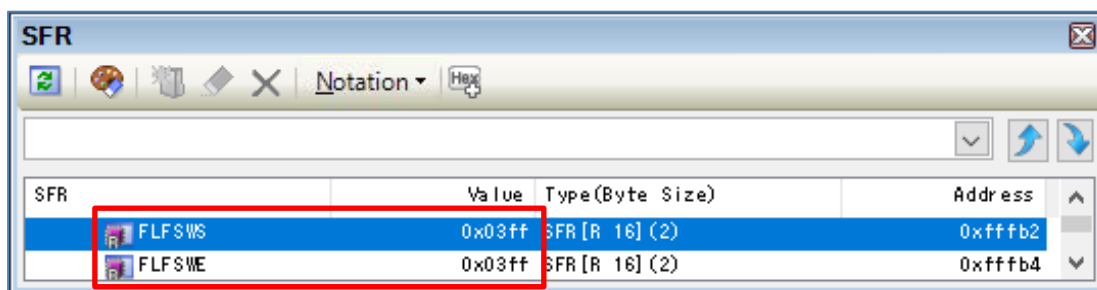 SFR
Notation
Hex
SFR Value Type(Byte Size) Address
FLFSWS 0x03ff SFR[R 16](2) 0xfffb2
FLFSWE 0x03ff SFR[R 16](2) 0xfffb4